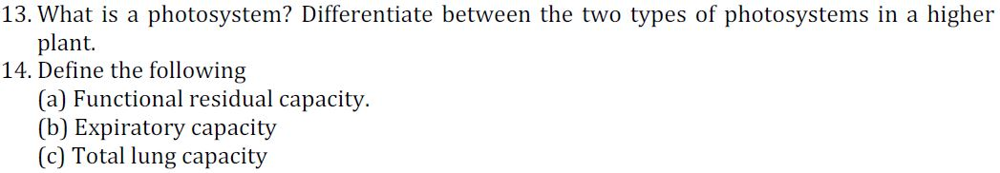 13. What is a photosystem? Differentiate between the two types of photosystems in a higher
plant.
14. Define the following
(a) Functional residual capacity.
(b) Expiratory capacity
(c) Total lung capacity